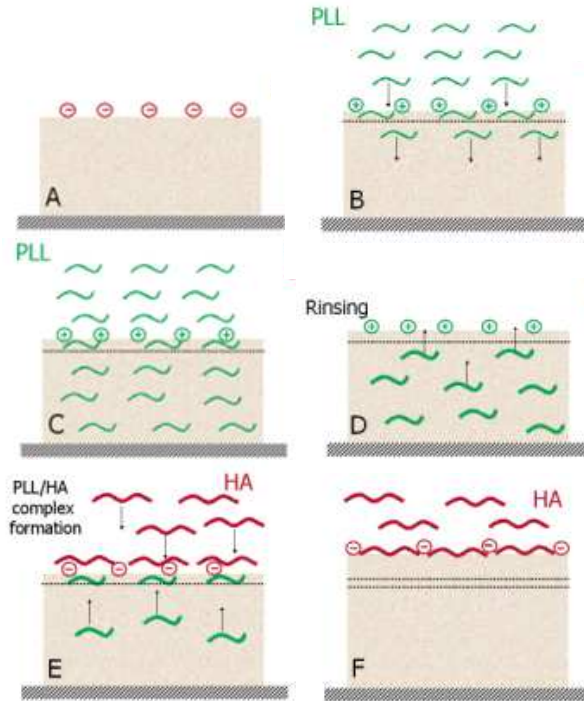 A
PLL
B
PLL
C
Rinsing
D
PLL/HA
complex
formation
HA
E
HA
F